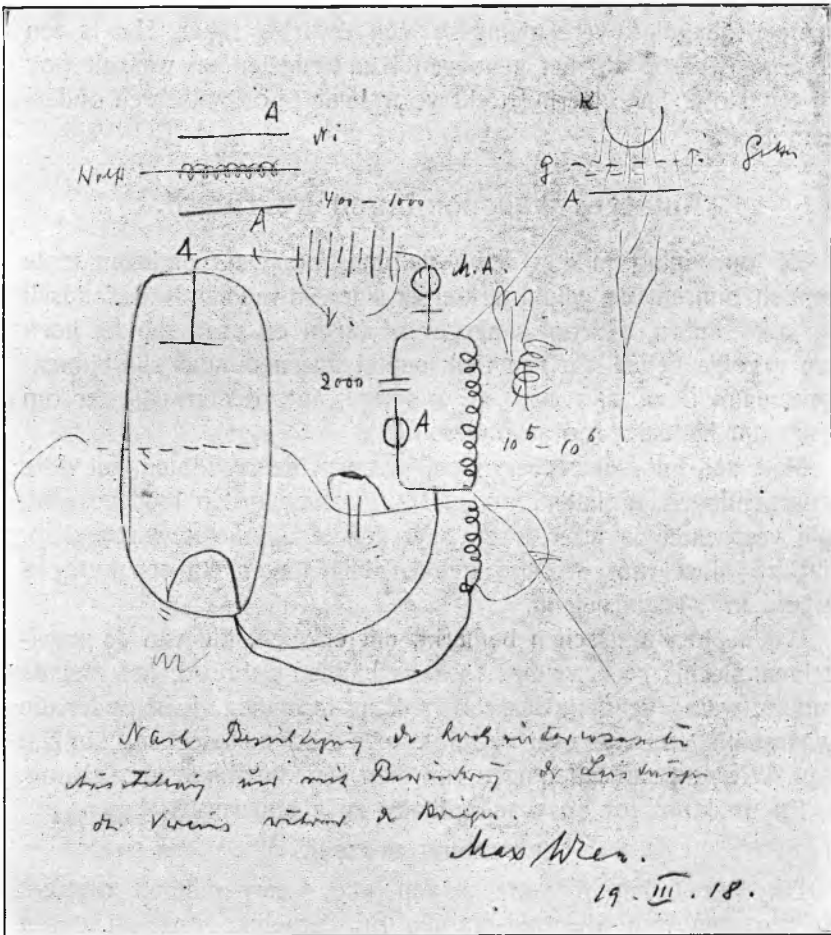 A
Ni
A
400 – 1000
K
g
A
A
M.A.
V.
2000
A
10⁵ – 10⁶
Nach Besichtigung der hochinteressanten
Ausstellung und mit Bewunderung der Leistungen
des Vereins während des Krieges
Max Wien.
19. III. 18.